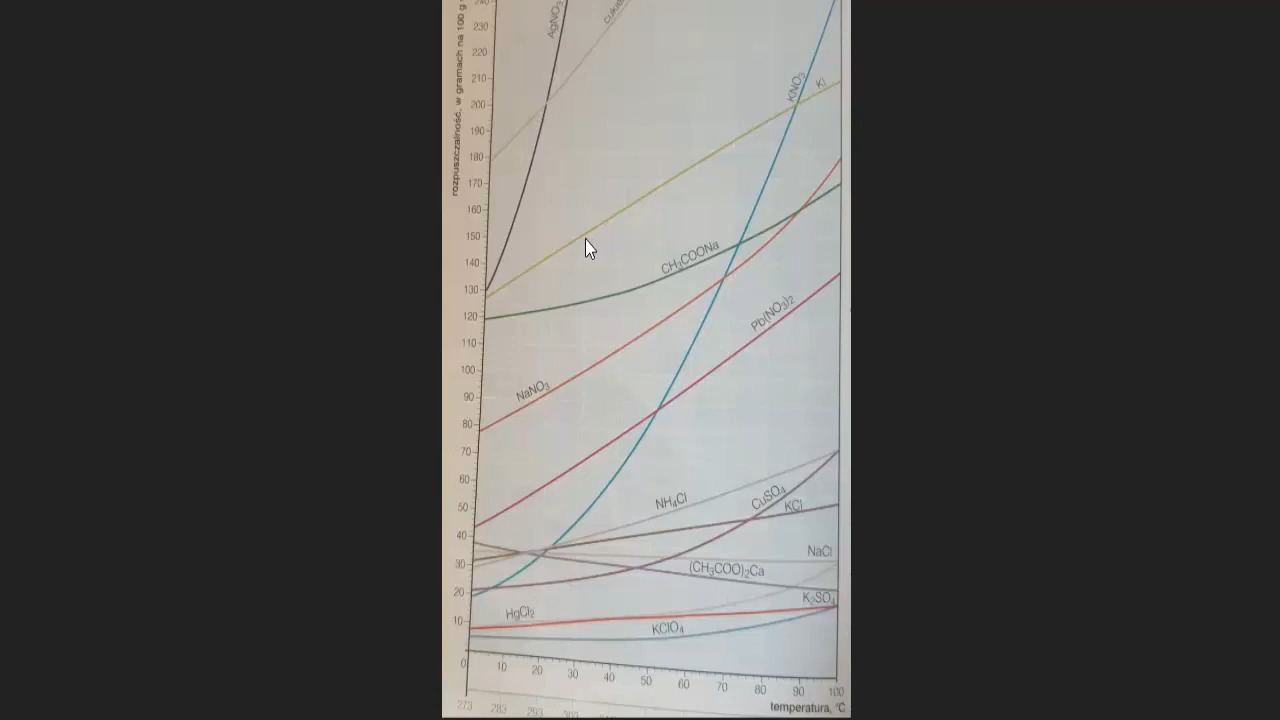 rozpuszczalność, w gramach na 100 g
240
230
220
210
200
190
180
170
160
150
140
130
120
110
100
90
80
70
60
50
40
30
20
10
0
AgNO₃
KNO₃
KI
CH₃COONa
Pb(NO₃)₂
NaNO₃
NH₄Cl
CuSO₄
KCl
NaCl
(CH₃COO)₂Ca
K₂SO₄
HgCl₂
KClO₄
10 20 30 40 50 60 70 80 90 100
temperatura, °C
273 283 293 303